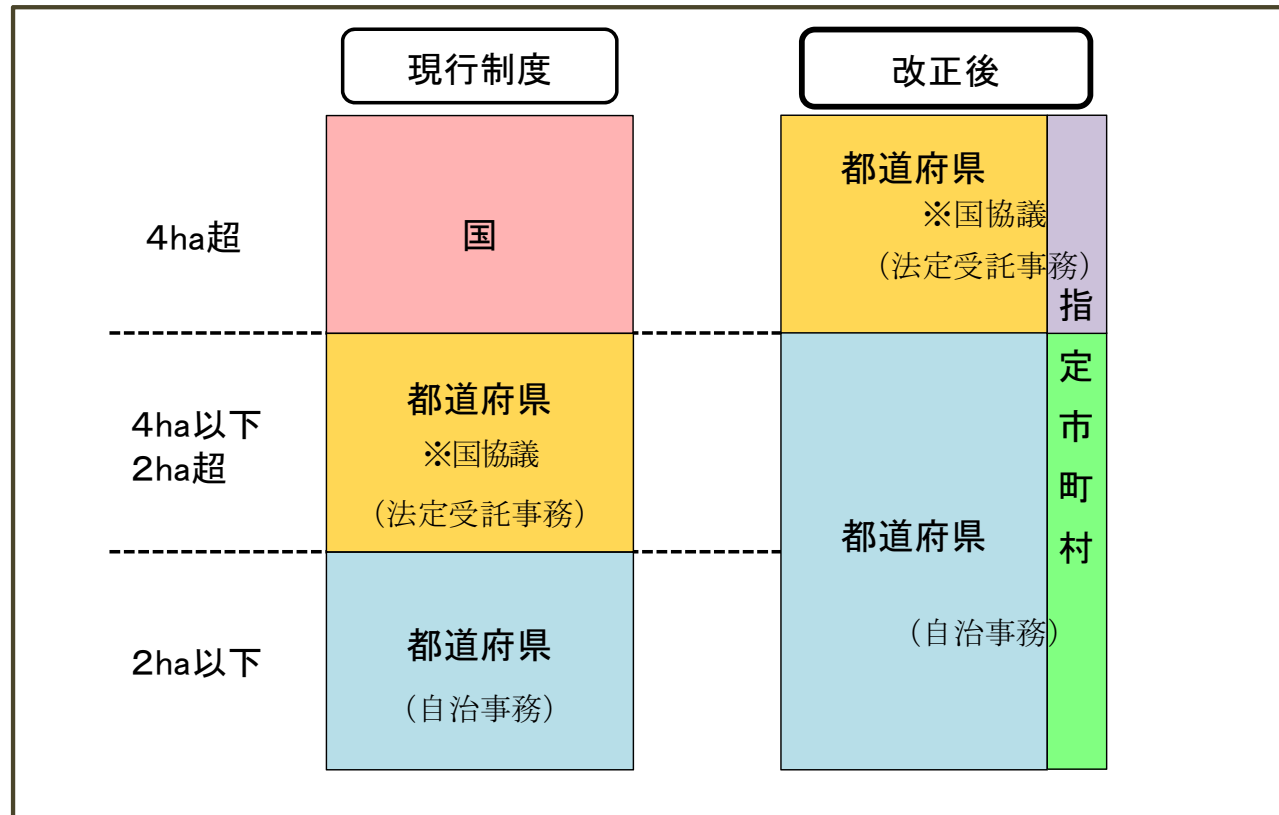 現行制度
改正後
4ha超
国
都道府県
※国協議
(法定受託事務)
4ha以下
2ha超
都道府県
※国協議
(法定受託事務)
2ha以下
都道府県
(自治事務)
都道府県
(自治事務)
指定市町村